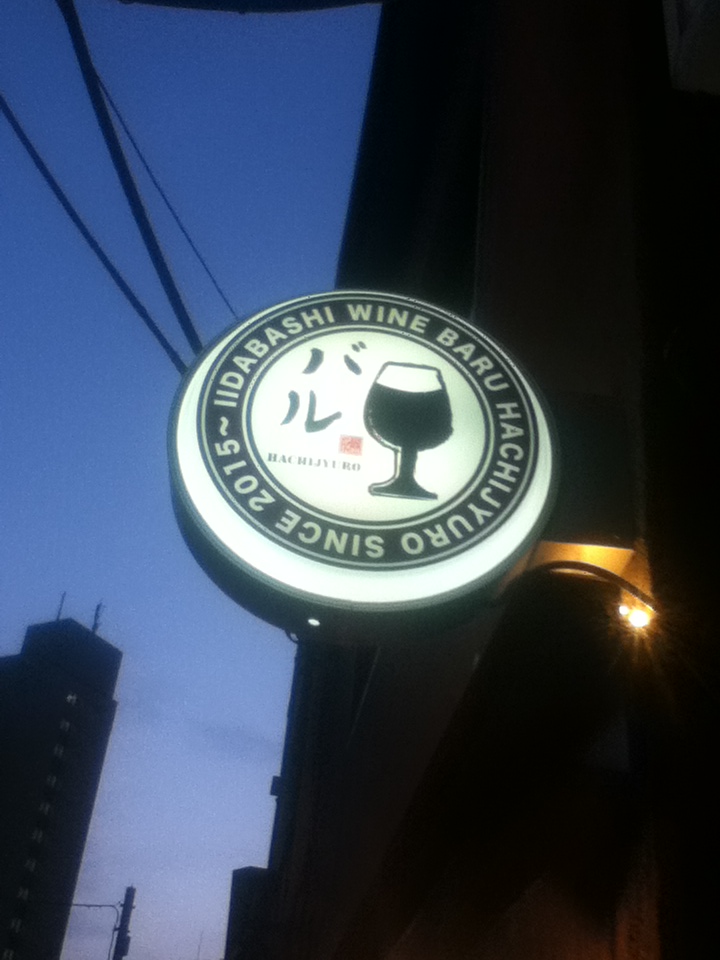 IIDABASHI WINE BARU HACHIJYURO SINCE 2015~
バル
HACHIJYURO